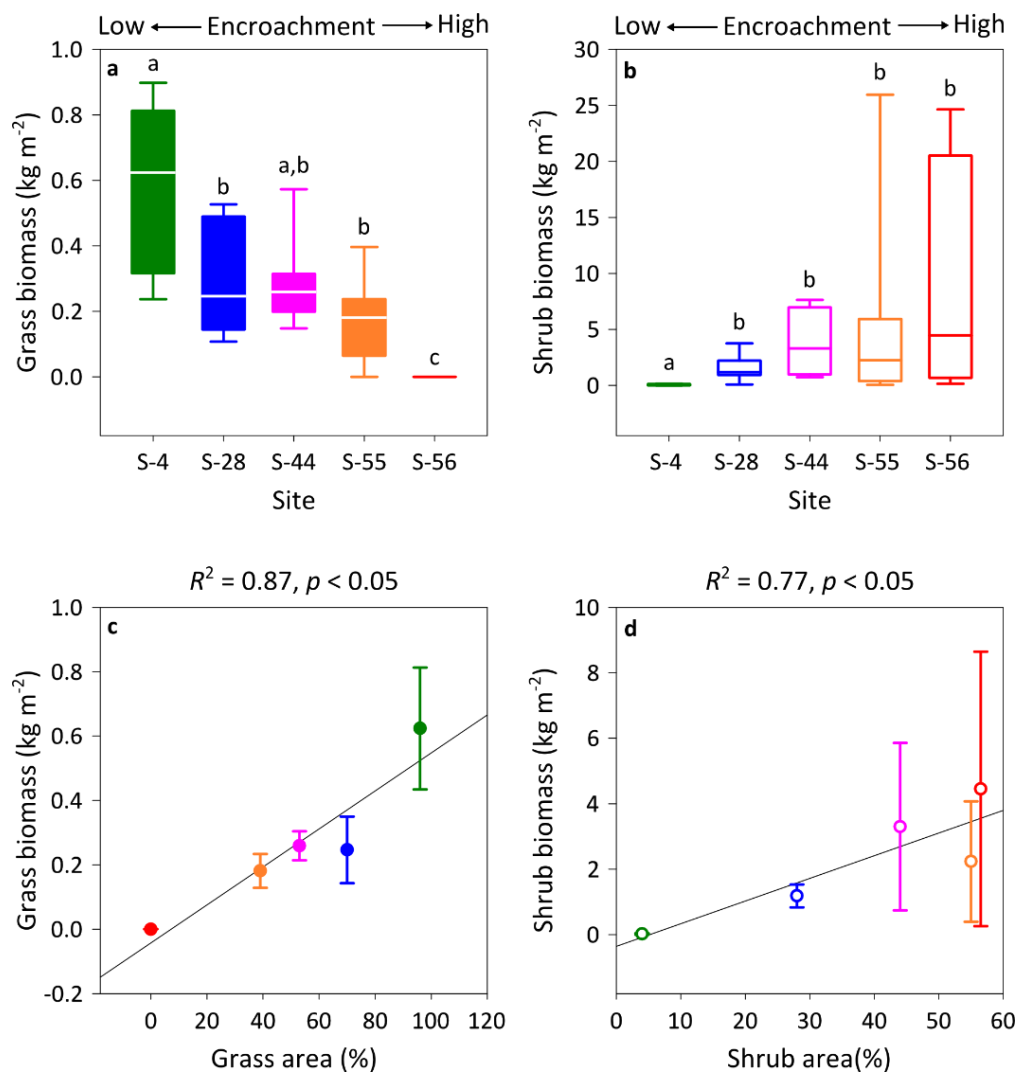 Low ← Encroachment → High
a
Grass biomass (kg m⁻²)
1.0
0.8
0.6
0.4
0.2
0.0
a
b
a,b
b
c
S-4 S-28 S-44 S-55 S-56
Site
Low ← Encroachment → High
b
Shrub biomass (kg m⁻²)
30
25
20
15
10
5
0
a
b
b
b
b
S-4 S-28 S-44 S-55 S-56
Site
R² = 0.87, p < 0.05
c
Grass biomass (kg m⁻²)
1.0
0.8
0.6
0.4
0.2
0.0
-0.2
0 20 40 60 80 100 120
Grass area (%)
R² = 0.77, p < 0.05
d
Shrub biomass (kg m⁻²)
10
8
6
4
2
0
0 10 20 30 40 50 60
Shrub area(%)